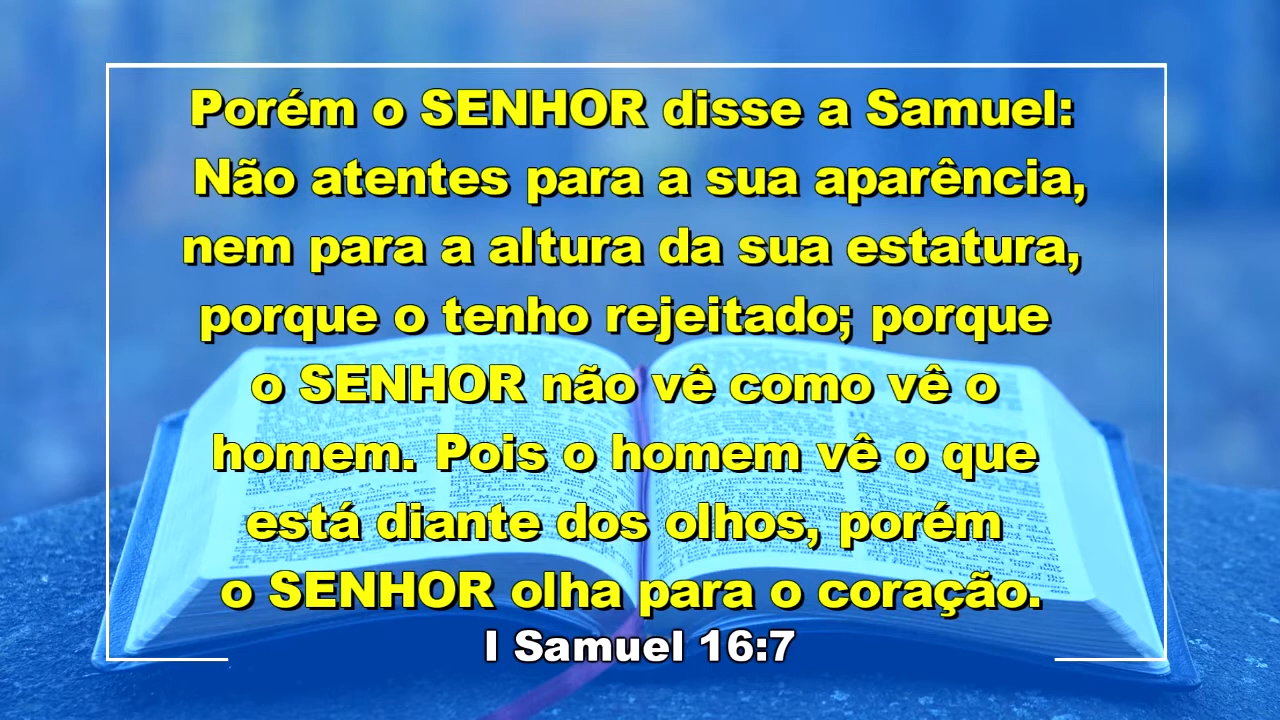 Porém o SENHOR disse a Samuel:
Não atentes para a sua aparência,
nem para a altura da sua estatura,
porque o tenho rejeitado; porque
o SENHOR não vê como vê o
homem. Pois o homem vê o que
está diante dos olhos, porém
o SENHOR olha para o coração.
I Samuel 16:7